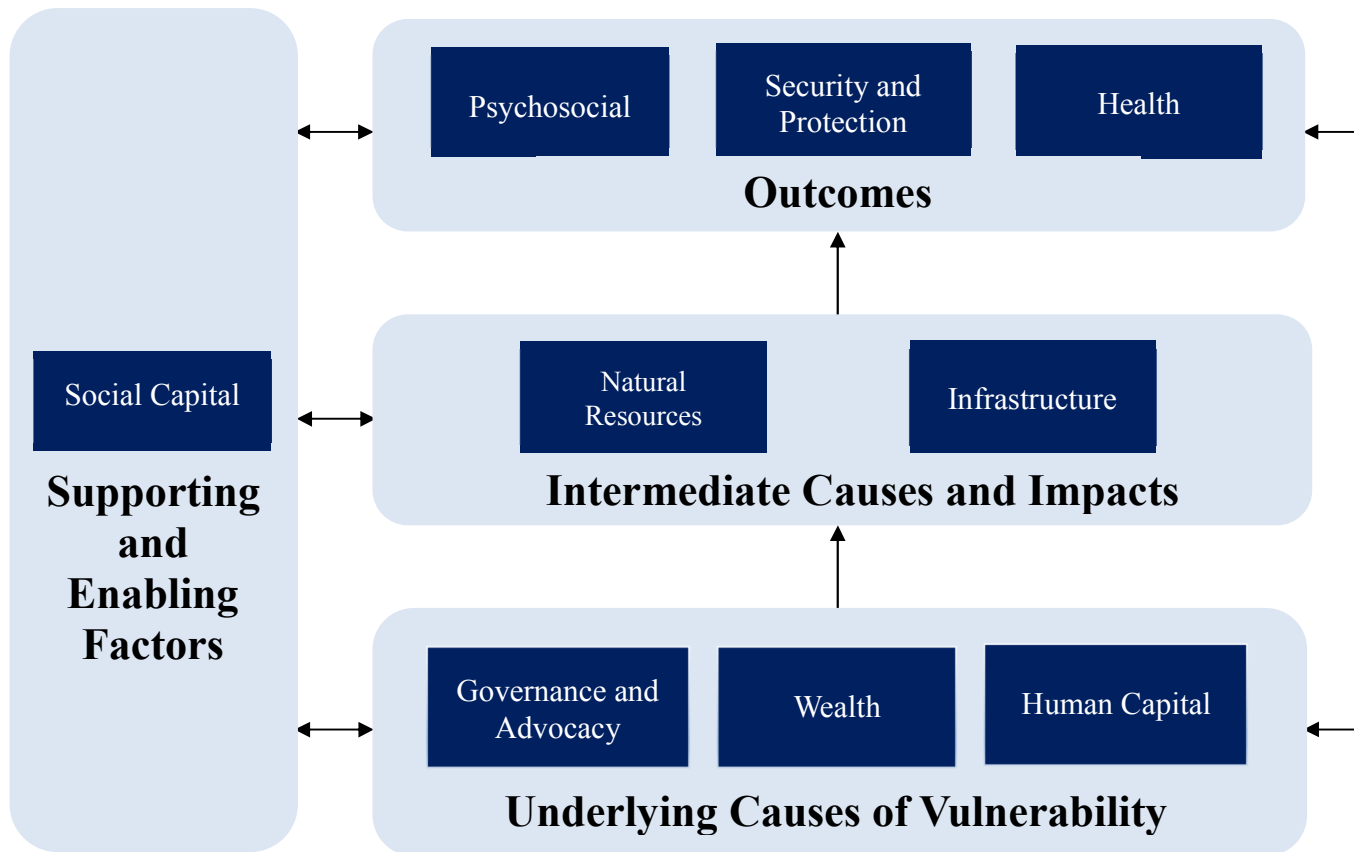 Psychosocial
Security and
Protection
Health
Outcomes
Social Capital
Supporting
and
Enabling
Factors
Natural
Resources
Infrastructure
Intermediate Causes and Impacts
Governance and
Advocacy
Wealth
Human Capital
Underlying Causes of Vulnerability